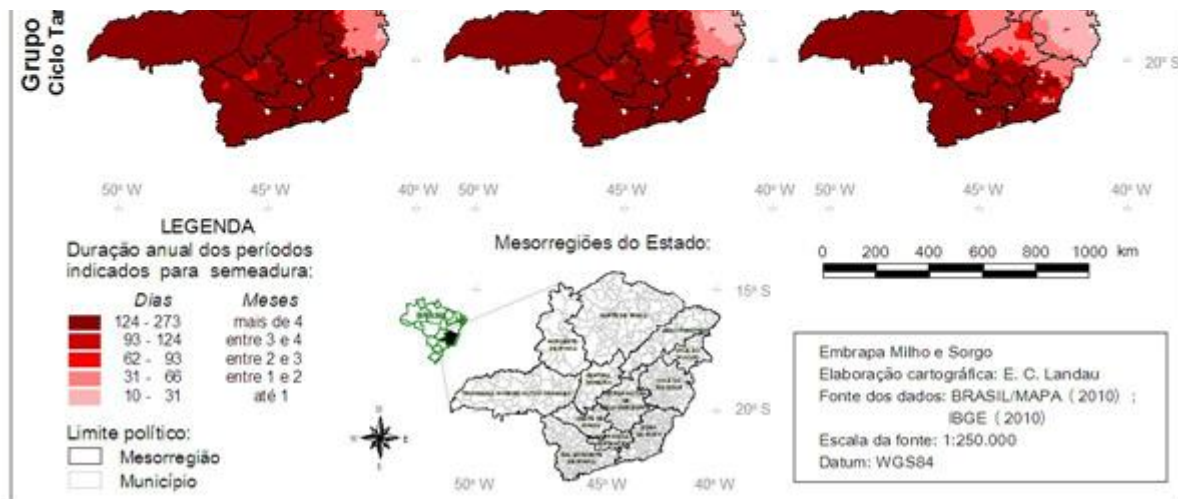 Grupo
Ciclo Tar
20° S
50° W 45° W 40° W 50° W 45° W 40° W 50° W 45° W 40° W
LEGENDA
Duração anual dos períodos
indicados para semeadura:
Dias Meses
124 - 273 mais de 4
93 - 124 entre 3 e 4
62 - 93 entre 2 e 3
31 - 66 entre 1 e 2
10 - 31 até 1
Limite político:
Mesorregião
Município
Mesorregiões do Estado:
15° S
20° S
50° W 45° W 40° W
0 200 400 600 800 1000 km
Embrapa Milho e Sorgo
Elaboração cartográfica: E. C. Landau
Fonte dos dados: BRASIL/MAPA ( 2010) ;
IBGE ( 2010)
Escala da fonte: 1:250.000
Datum: WGS84